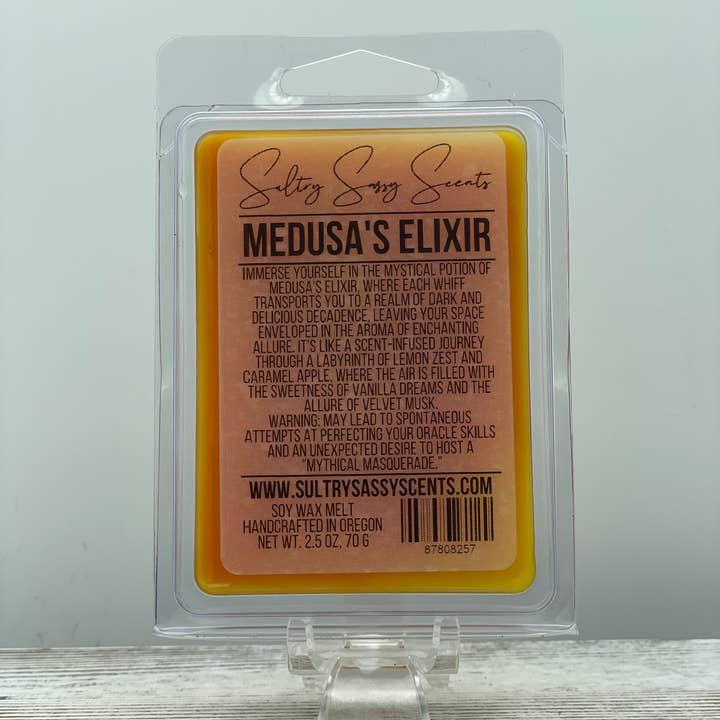 Sultry Sassy Scents
MEDUSA'S ELIXIR
IMMERSE YOURSELF IN THE MYSTICAL POTION OF
MEDUSA'S ELIXIR, WHERE EACH WHIFF
TRANSPORTS YOU TO A REALM OF DARK AND
DELICIOUS DECADENCE, LEAVING YOUR SPACE
ENVELOPED IN THE AROMA OF ENCHANTING
ALLURE. IT'S LIKE A SCENT-INFUSED JOURNEY
THROUGH A LABYRINTH OF LEMON ZEST AND
CARAMEL APPLE, WHERE THE AIR IS FILLED WITH
THE SWEETNESS OF VANILLA DREAMS AND THE
ALLURE OF VELVET MUSK.
WARNING: MAY LEAD TO SPONTANEOUS
ATTEMPTS AT PERFECTING YOUR ORACLE SKILLS
AND AN UNEXPECTED DESIRE TO HOST A
"MYTHICAL MASQUERADE."
WWW.SULTRYSASSYSCENTS.COM
SOY WAX MELT
HANDCRAFTED IN OREGON
NET WT. 2.5 OZ, 70 G
87808257